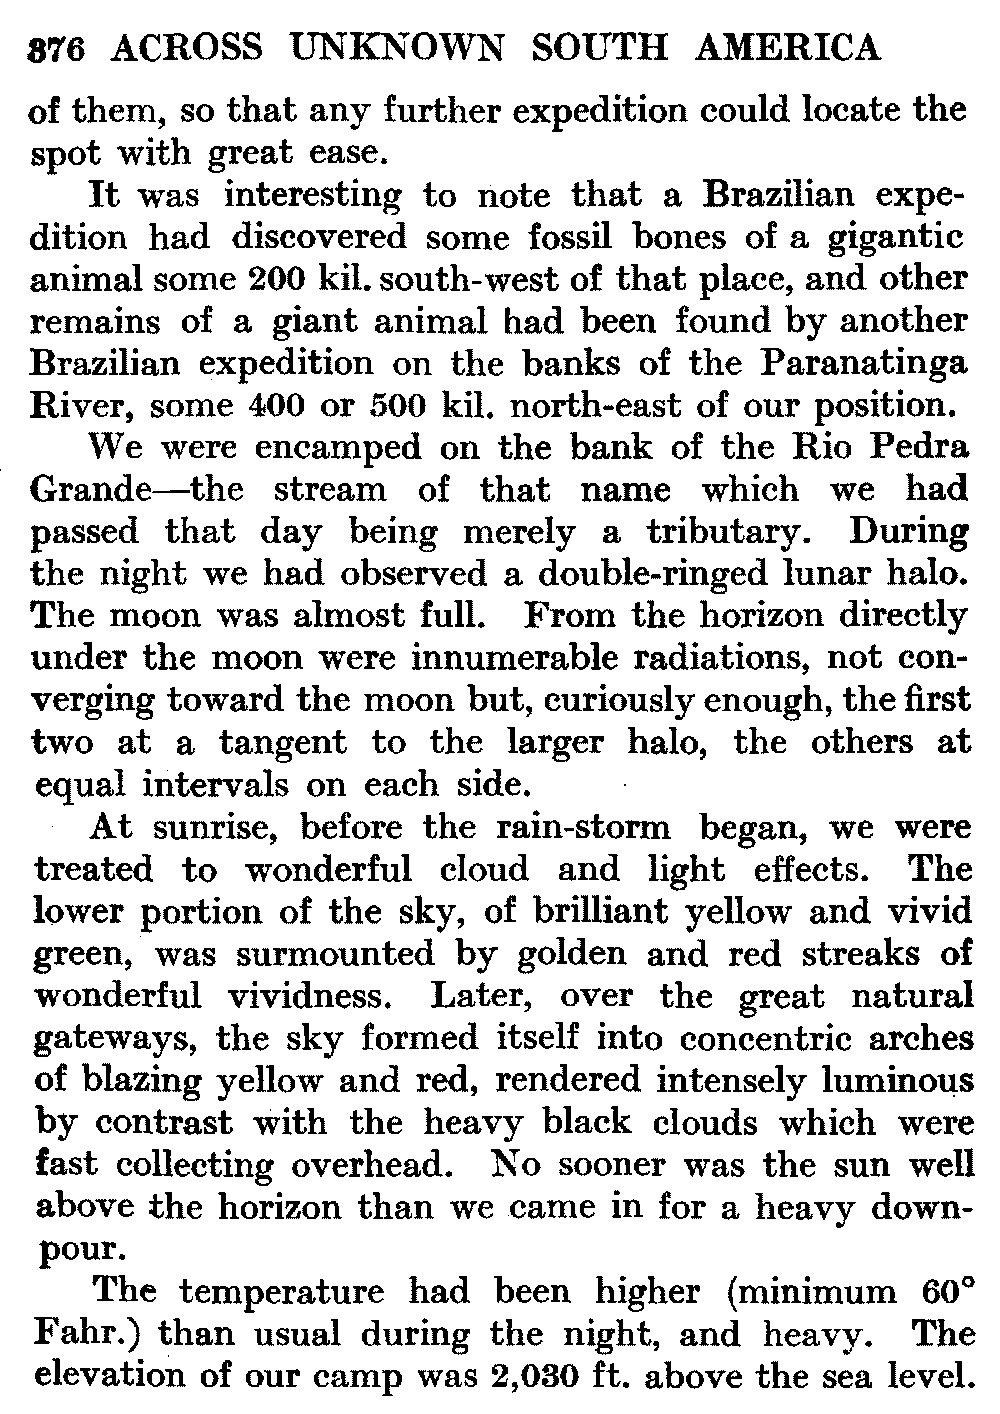 376 ACROSS UNKNOWN SOUTH AMERICA
of them, so that any further expedition could locate the
spot with great ease.
It was interesting to note that a Brazilian expe-
dition had discovered some fossil bones of a gigantic
animal some 200 kil. south-west of that place, and other
remains of a giant animal had been found by another
Brazilian expedition on the banks of the Paranatinga
River, some 400 or 500 kil. north-east of our position.
We were encamped on the bank of the Rio Pedra
Grande—the stream of that name which we had
passed that day being merely a tributary. During
the night we had observed a double-ringed lunar halo.
The moon was almost full. From the horizon directly
under the moon were innumerable radiations, not con-
verging toward the moon but, curiously enough, the first
two at a tangent to the larger halo, the others at
equal intervals on each side.
At sunrise, before the rain-storm began, we were
treated to wonderful cloud and light effects. The
lower portion of the sky, of brilliant yellow and vivid
green, was surmounted by golden and red streaks of
wonderful vividness. Later, over the great natural
gateways, the sky formed itself into concentric arches
of blazing yellow and red, rendered intensely luminous
by contrast with the heavy black clouds which were
fast collecting overhead. No sooner was the sun well
above the horizon than we came in for a heavy down-
pour.
The temperature had been higher (minimum 60°
Fahr.) than usual during the night, and heavy. The
elevation of our camp was 2,030 ft. above the sea level.